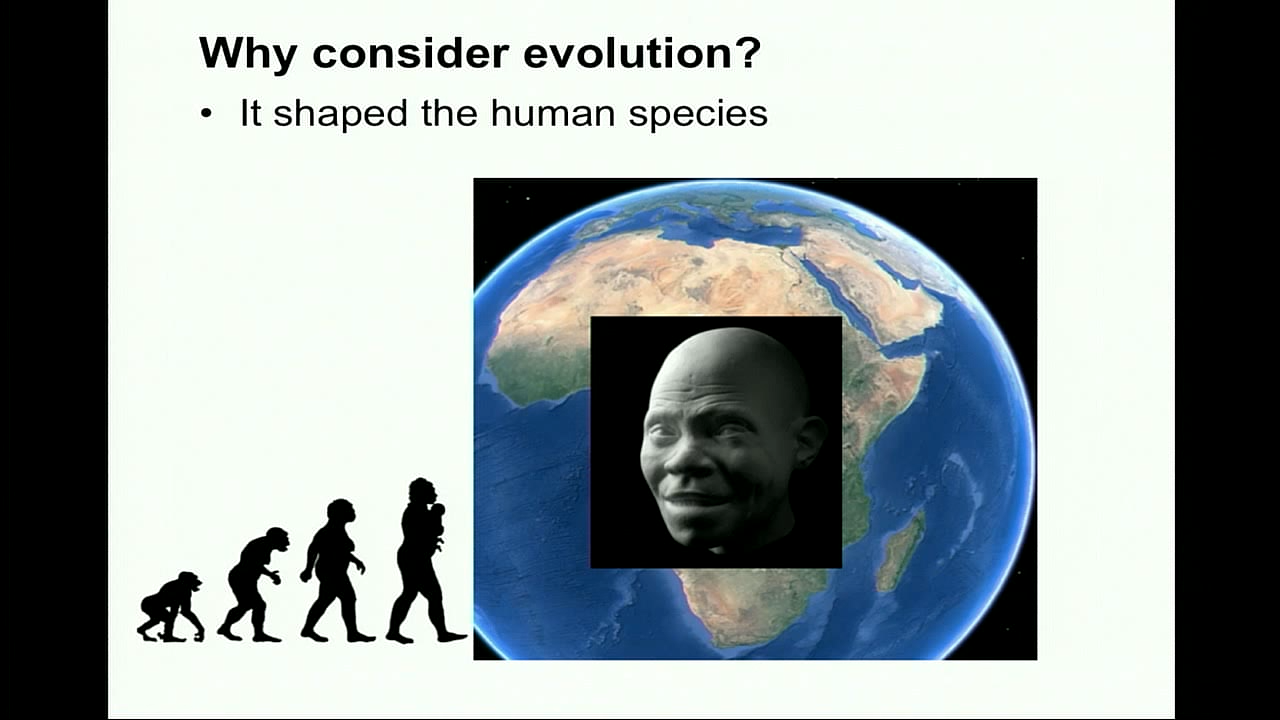 Why consider evolution?
• It shaped the human species